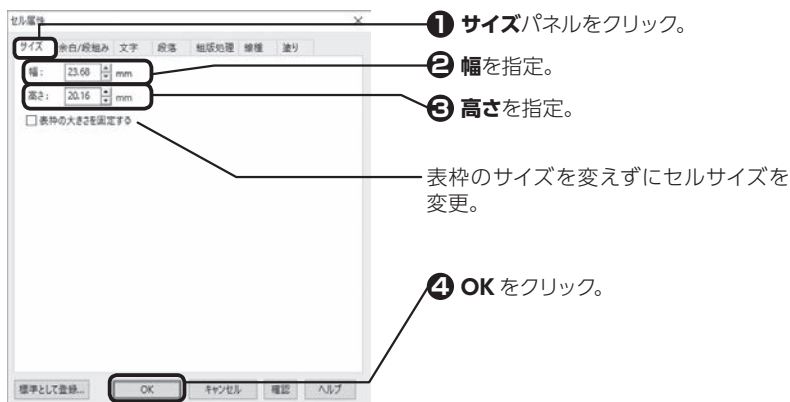 セル属性
サイズ 余白/段組み 文字 段落 組版処理 線種 塗り
幅: 23.68 mm
高さ: 20.16 mm
表枠の大きさを固定する
標準として登録... OK キャンセル 確認 ヘルプ
❶ サイズパネルをクリック。
❷ 幅を指定。
❸ 高さを指定。
表枠のサイズを変えずにセルサイズを
変更。
❹ OK をクリック。